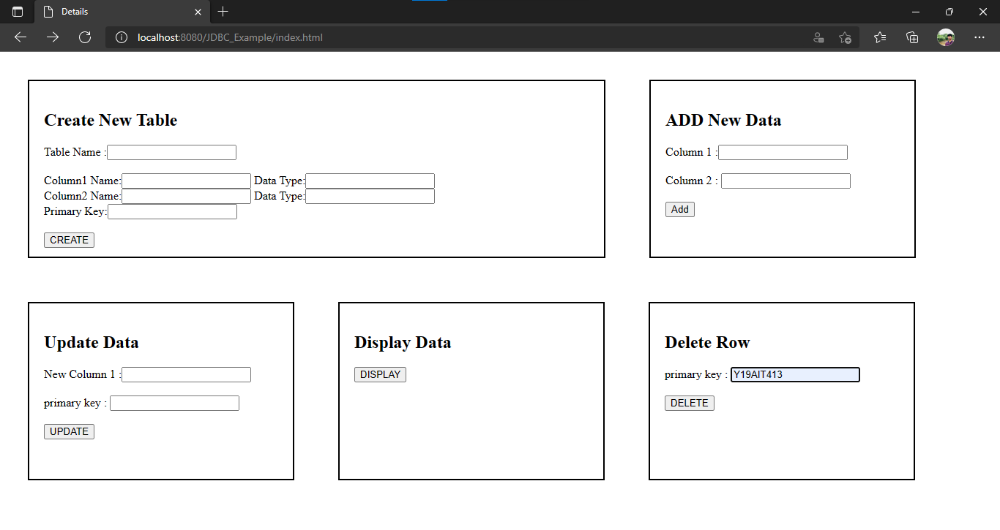 Details
localhost:8080/JDBC_Example/index.html
Create New Table
Table Name :
Column1 Name: Data Type:
Column2 Name: Data Type:
Primary Key:
CREATE
ADD New Data
Column 1 :
Column 2 :
Add
Update Data
New Column 1 :
primary key :
UPDATE
Display Data
DISPLAY
Delete Row
primary key : Y19AIT413
DELETE